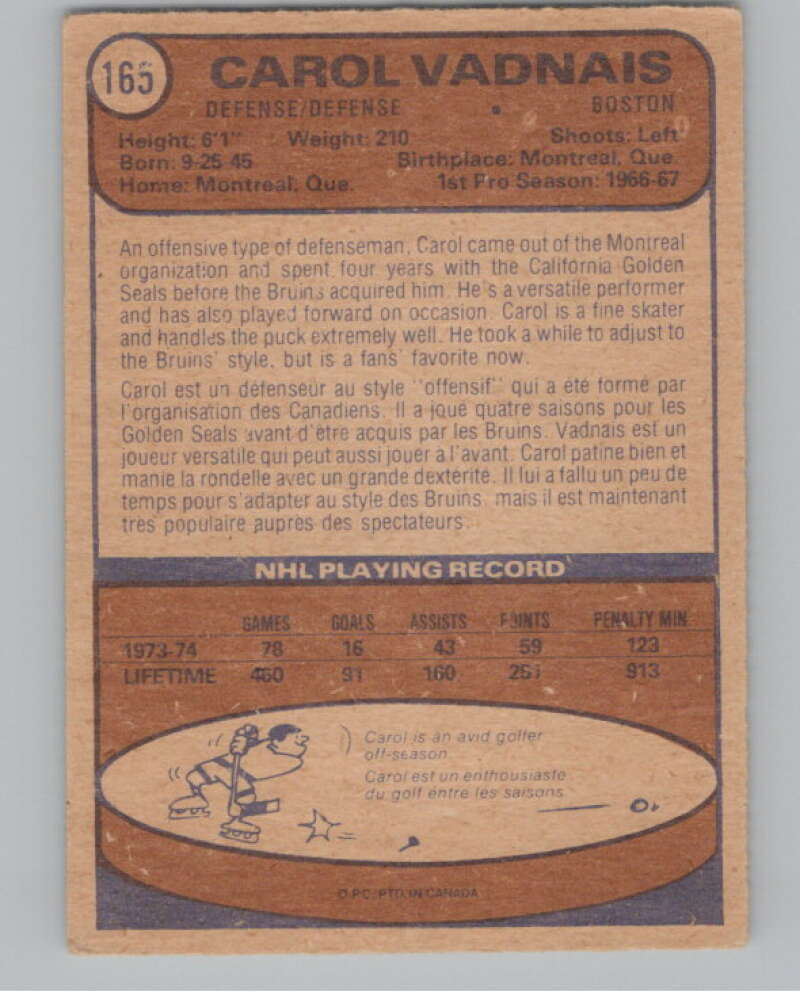 165
CAROL VADNAIS
DEFENSE/DEFENSE • BOSTON
Height: 6'1" Weight: 210 Shoots: Left
Born: 9-25-45 Birthplace: Montreal, Que.
Home: Montreal, Que. 1st Pro Season: 1966-67
An offensive type of defenseman, Carol came out of the Montreal
organization and spent four years with the California Golden
Seals before the Bruins acquired him. He's a versatile performer
and has also played forward on occasion. Carol is a fine skater
and handles the puck extremely well. He took a while to adjust to
the Bruins' style, but is a fans' favorite now.
Carol est un défenseur au style "offensif" qui a été formé par
l'organisation des Canadiens. Il a joué quatre saisons pour les
Golden Seals avant d'être acquis par les Bruins. Vadnais est un
joueur versatile qui peut aussi jouer à l'avant. Carol patine bien et
manie la rondelle avec un grande dexterité. Il lui a fallu un peu de
temps pour s'adapter au style des Bruins, mais il est maintenant
très populaire auprès des spectateurs.
NHL PLAYING RECORD
GAMES GOALS ASSISTS POINTS PENALTY MIN.
1973-74 78 16 43 59 123
LIFETIME 460 91 160 251 913
Carol is an avid golfer
off-season.
Carol est un enthousiaste
du golf entre les saisons.
O.P.C. PTD. IN CANADA